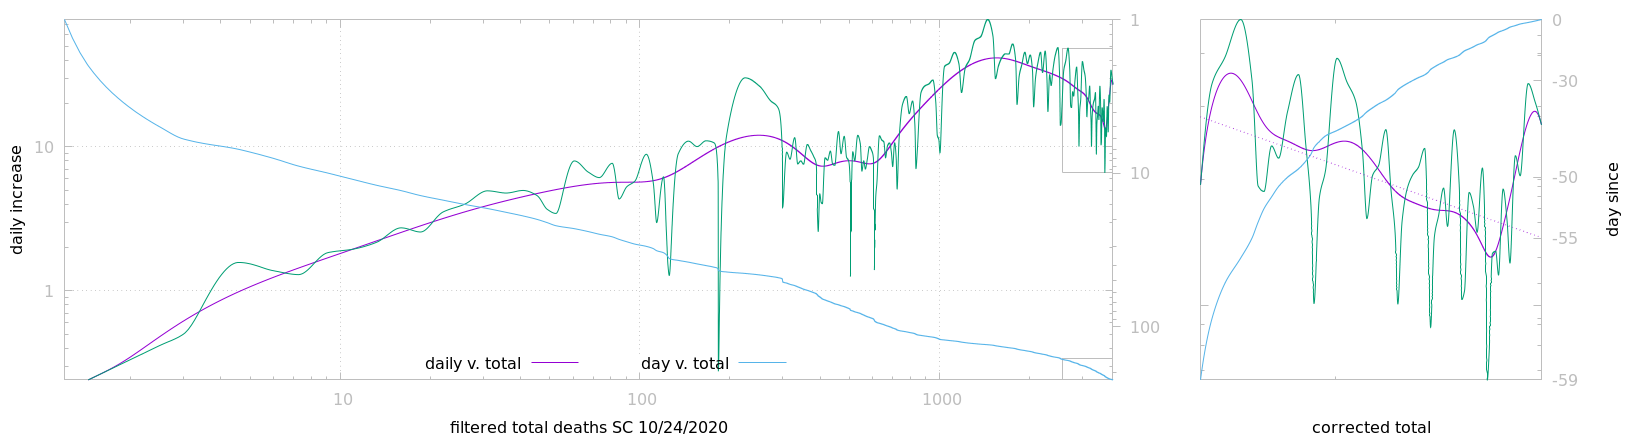 daily increase
10
1
daily v. total
day v. total
10
100
1000
filtered total deaths SC 10/24/2020
1
10
100
0
-30
-50
-55
-59
day since
corrected total